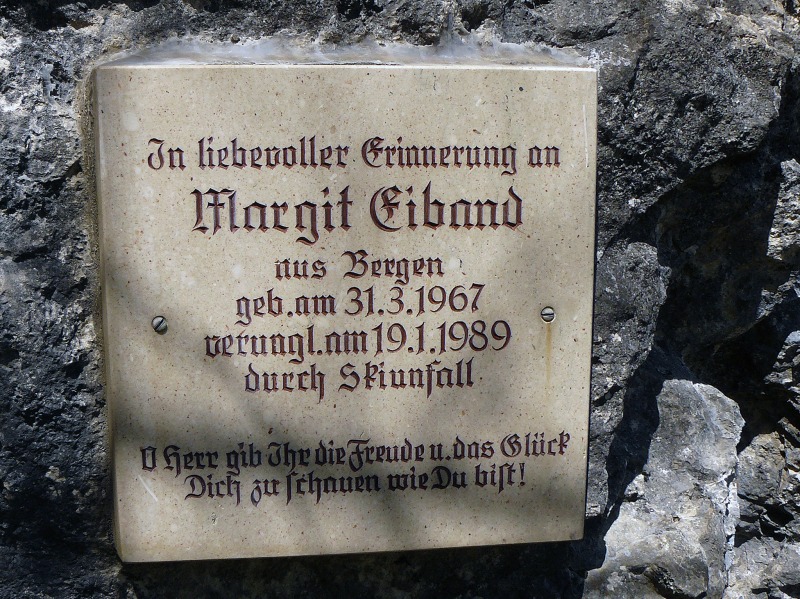 In liebevoller Erinnerung an
Margit Eiband
aus Bergen
geb. am 31.3.1967
verungl. am 19.1.1989
durch Skiunfall
O Herr gib Ihr die Freude u. das Glück
Dich zu schauen wie Du bist!